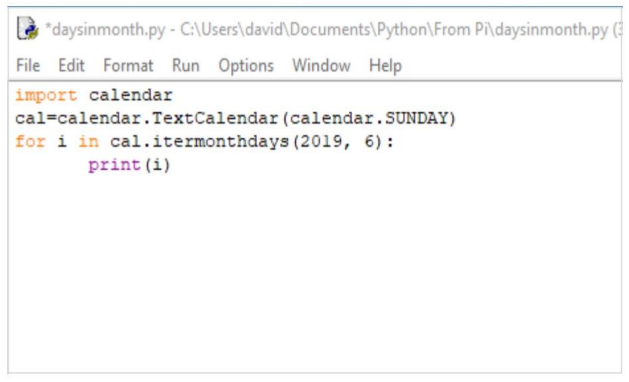 *daysinmonth.py - C:\Users\david\Documents\Python\From Pi\daysinmonth.py (3
File Edit Format Run Options Window Help
import calendar
cal=calendar.TextCalendar(calendar.SUNDAY)
for i in cal.itermonthdays(2019, 6):
        print(i)